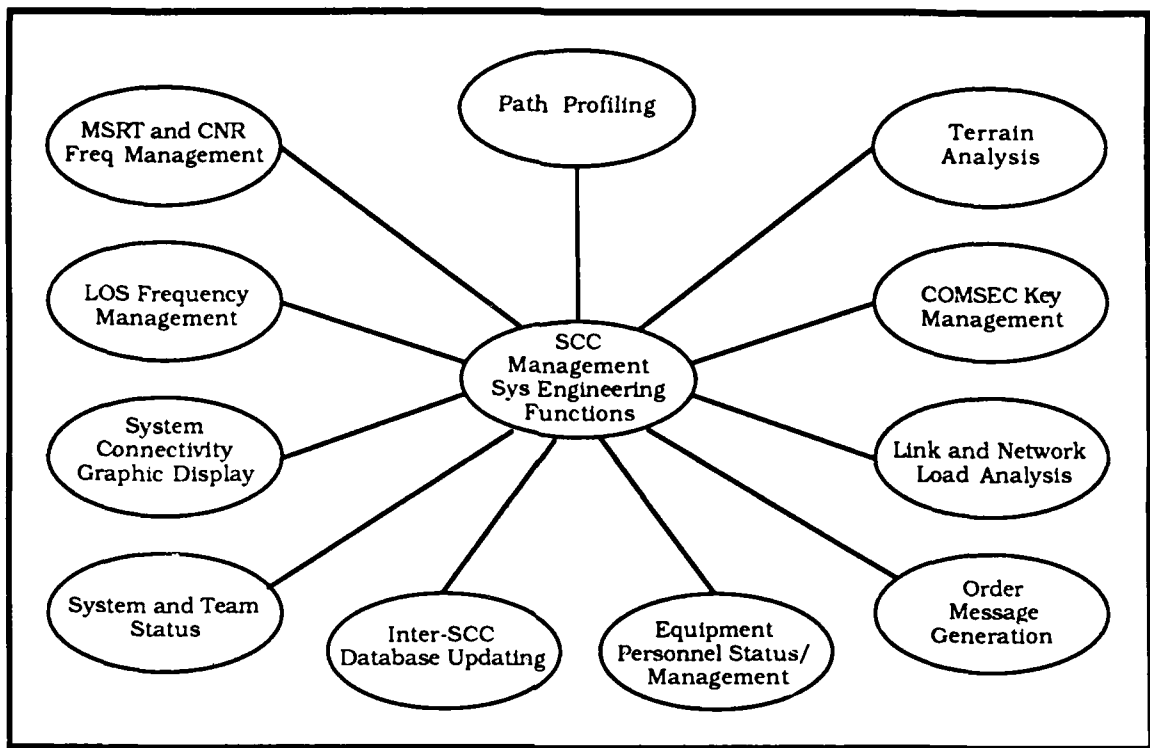 Path Profiling
MSRT and CNR
Freq Management
Terrain
Analysis
LOS Frequency
Management
COMSEC Key
Management
SCC
Management
Sys Engineering
Functions
System
Connectivity
Graphic Display
Link and Network
Load Analysis
System and Team
Status
Inter-SCC
Database Updating
Equipment
Personnel Status/
Management
Order
Message
Generation